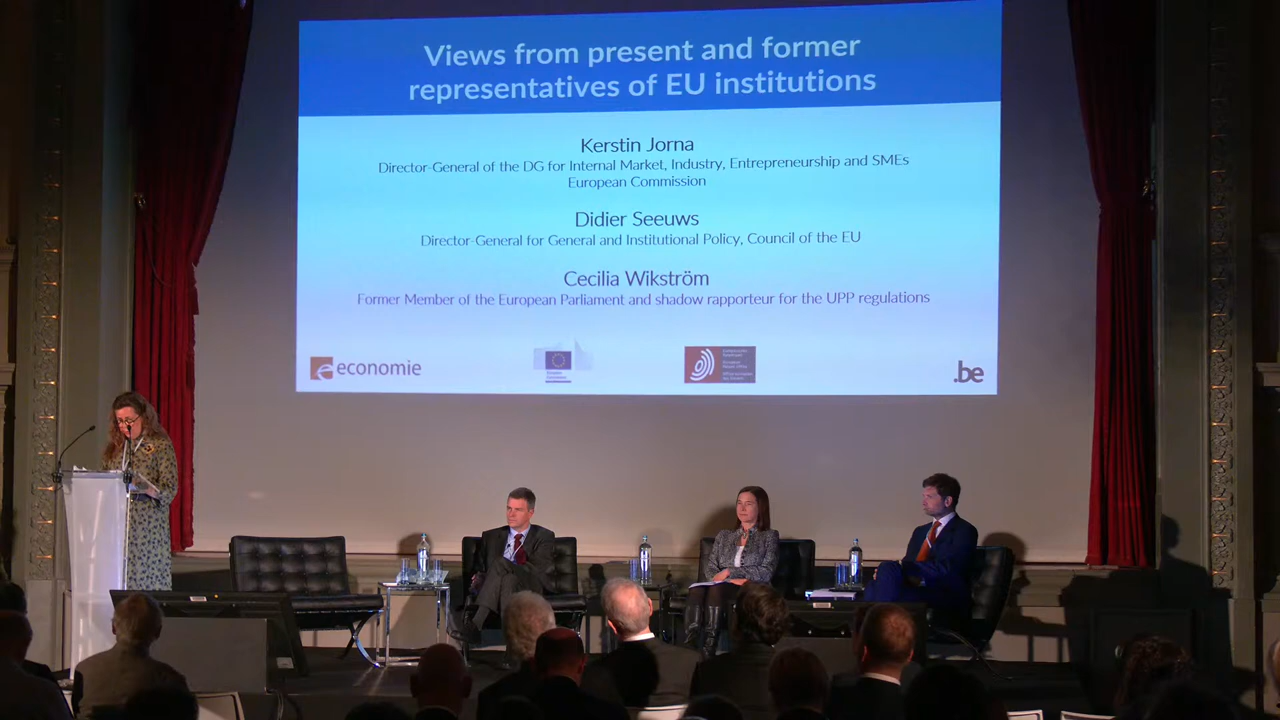 Views from present and former
representatives of EU institutions
Kerstin Jorna
Director-General of the DG for Internal Market, Industry, Entrepreneurship and SMEs
European Commission
Didier Seeuws
Director-General for General and Institutional Policy, Council of the EU
Cecilia Wikström
Former Member of the European Parliament and shadow rapporteur for the UPP regulations
economie
.be